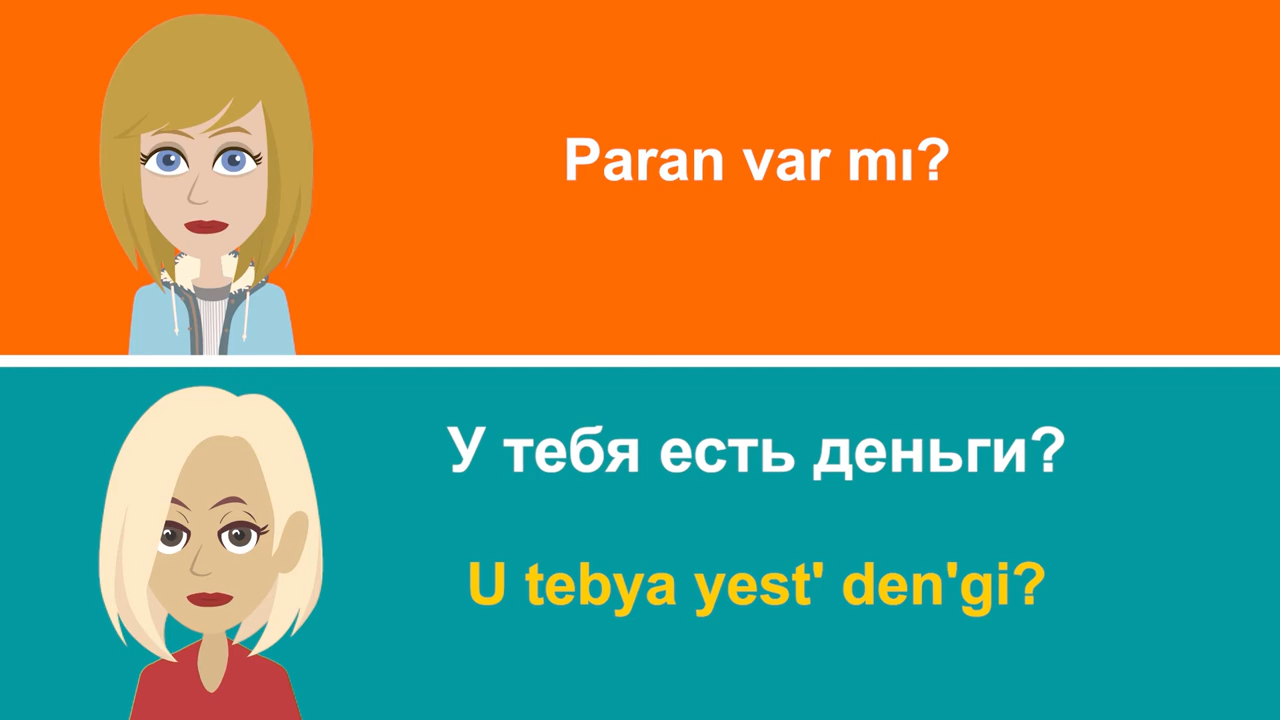 Paran var mı?
У тебя есть деньги?
U tebya yest' den'gi?